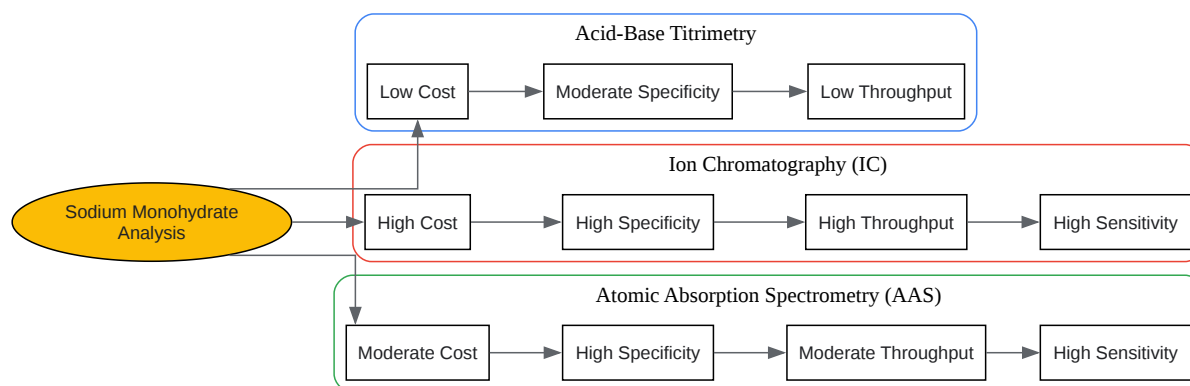 Acid-Base Titrimetry
Low Cost
Moderate Specificity
Low Throughput
Ion Chromatography (IC)
Sodium Monohydrate
Analysis
High Cost
High Specificity
High Throughput
High Sensitivity
Atomic Absorption Spectrometry (AAS)
Moderate Cost
High Specificity
Moderate Throughput
High Sensitivity